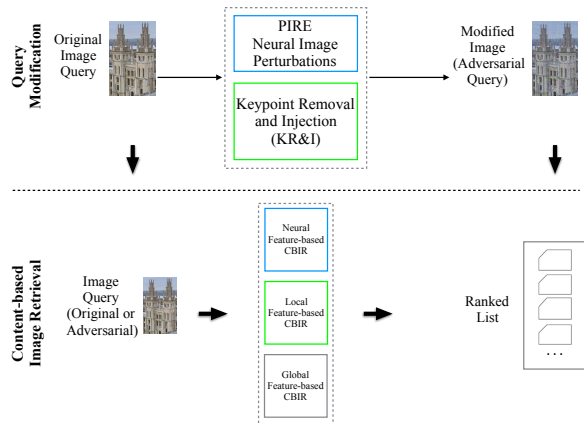 Query
Modification
Original
Image
Query
PIRE
Neural Image
Perturbations
Keypoint Removal
and Injection
(KR&I)
Modified
Image
(Adversarial
Query)
Content-based
Image Retrieval
Image
Query
(Original or
Adversarial)
Neural
Feature-based
CBIR
Local
Feature-based
CBIR
Global
Feature-based
CBIR
Ranked
List
...